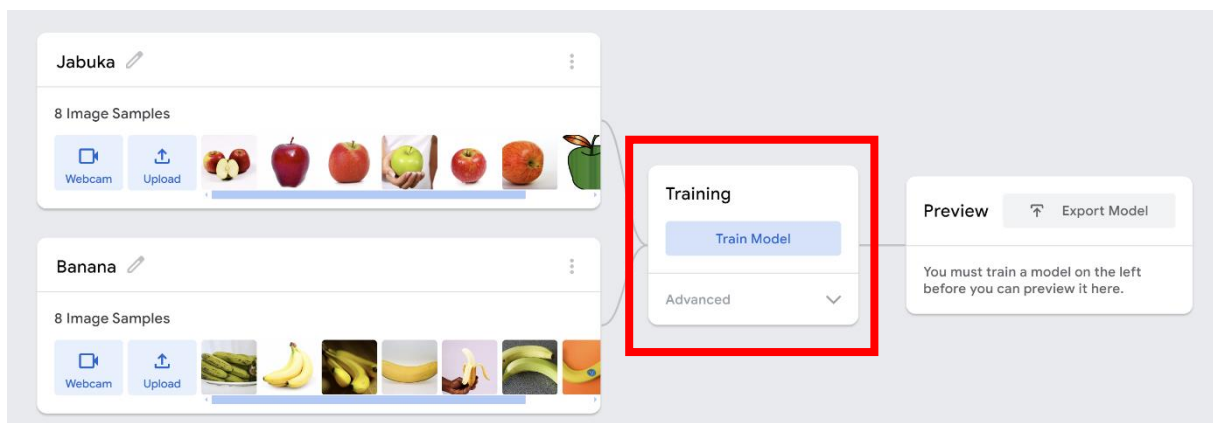 Jabuka
8 Image Samples
Webcam
Upload
Banana
8 Image Samples
Webcam
Upload
Training
Train Model
Advanced
Preview
Export Model
You must train a model on the left
before you can preview it here.